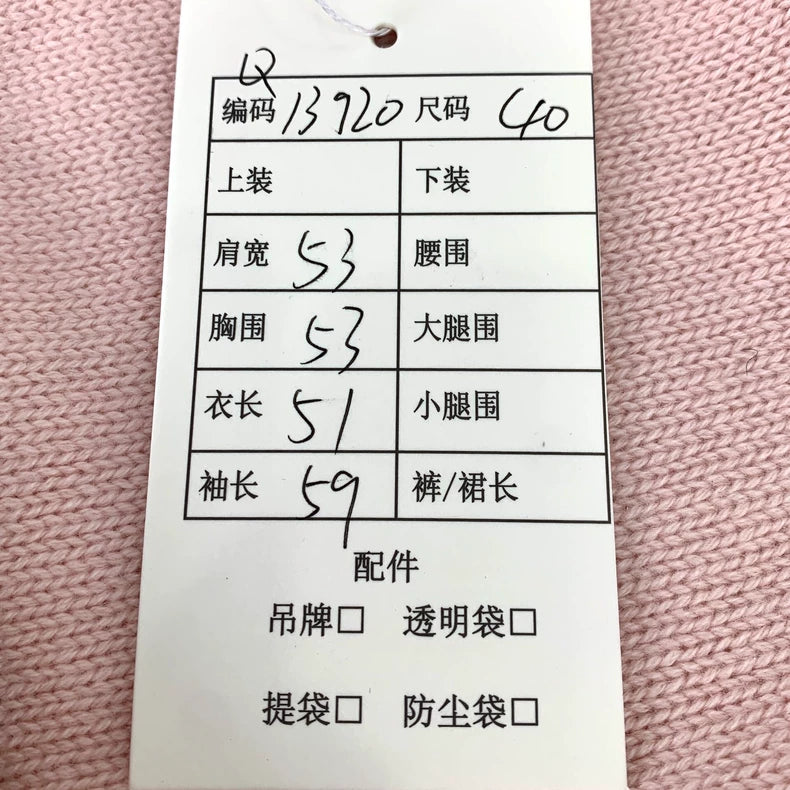 Q
编码 13920 尺码 40
上装 下装
肩宽 53 腰围
胸围 53 大腿围
衣长 51 小腿围
袖长 59 裤/裙长
配件
吊牌□ 透明袋□
提袋□ 防尘袋□